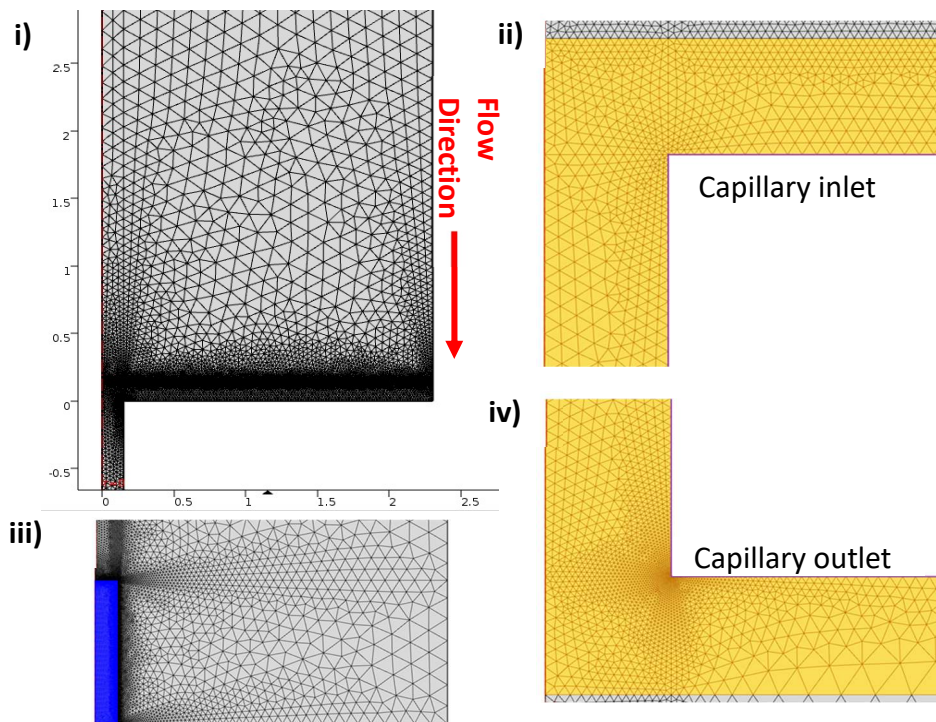 i)
2.5
2
1.5
1
0.5
0
-0.5
0
0.5
1
1.5
2
2.5
Flow
Direction
ii)
Capillary inlet
iii)
iv)
Capillary outlet